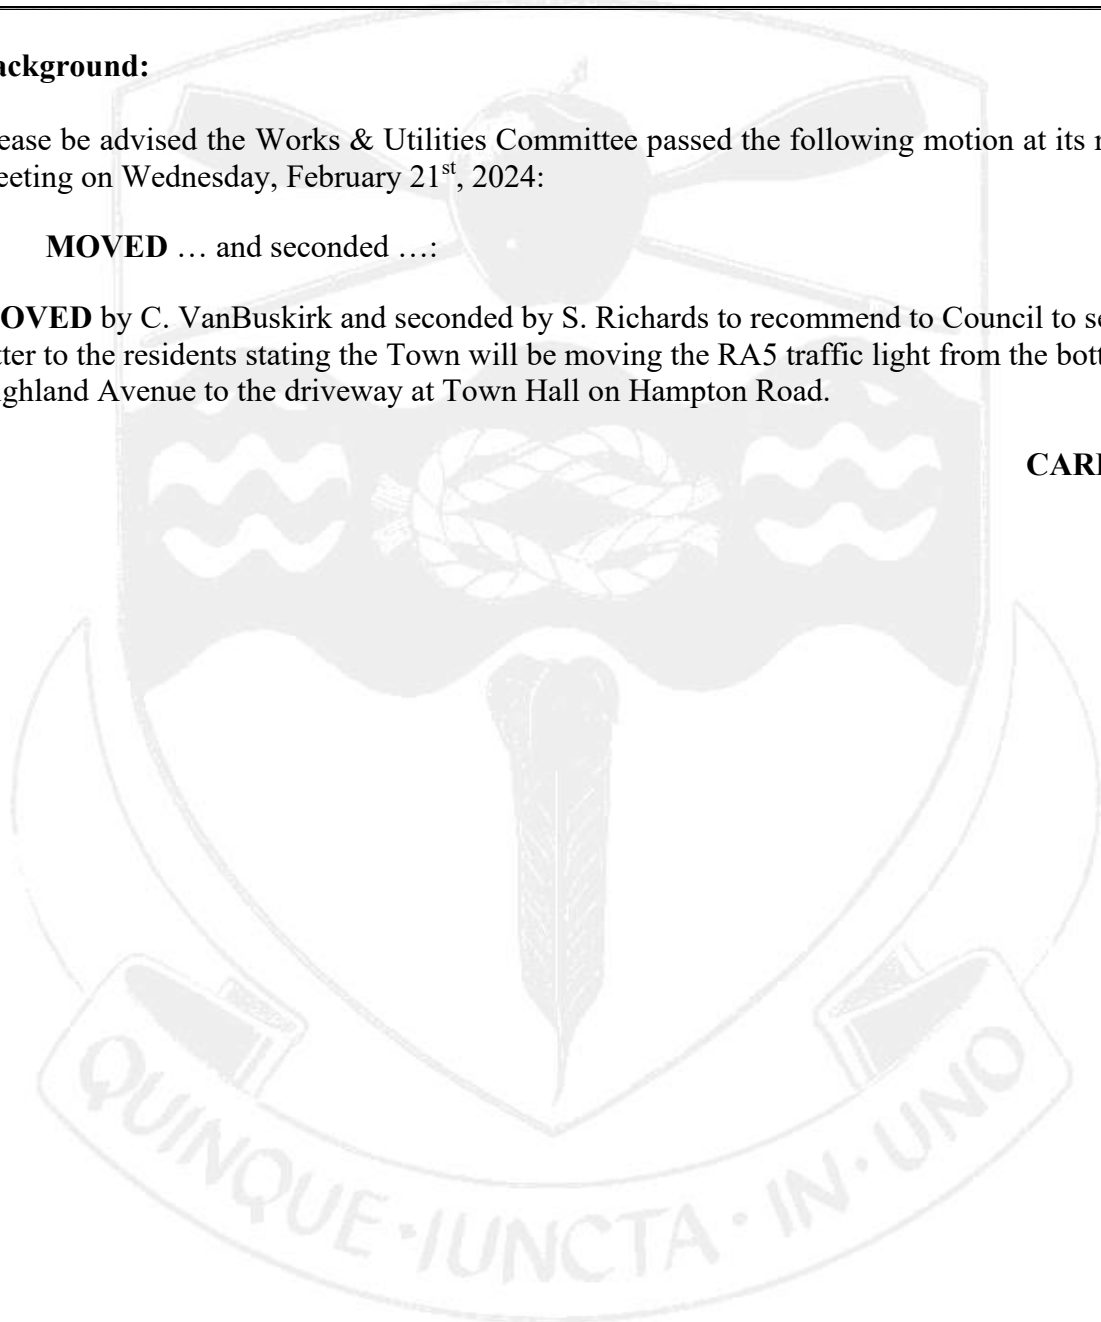 ackground:
ease be advised the Works & Utilities Committee passed the following motion at its r
eeting on Wednesday, February 21st, 2024:
MOVED … and seconded …:
OVED by C. VanBuskirk and seconded by S. Richards to recommend to Council to se
tter to the residents stating the Town will be moving the RA5 traffic light from the bott
ghland Avenue to the driveway at Town Hall on Hampton Road.
CARI
QUINQUE·IUNCTA·IN·UNO